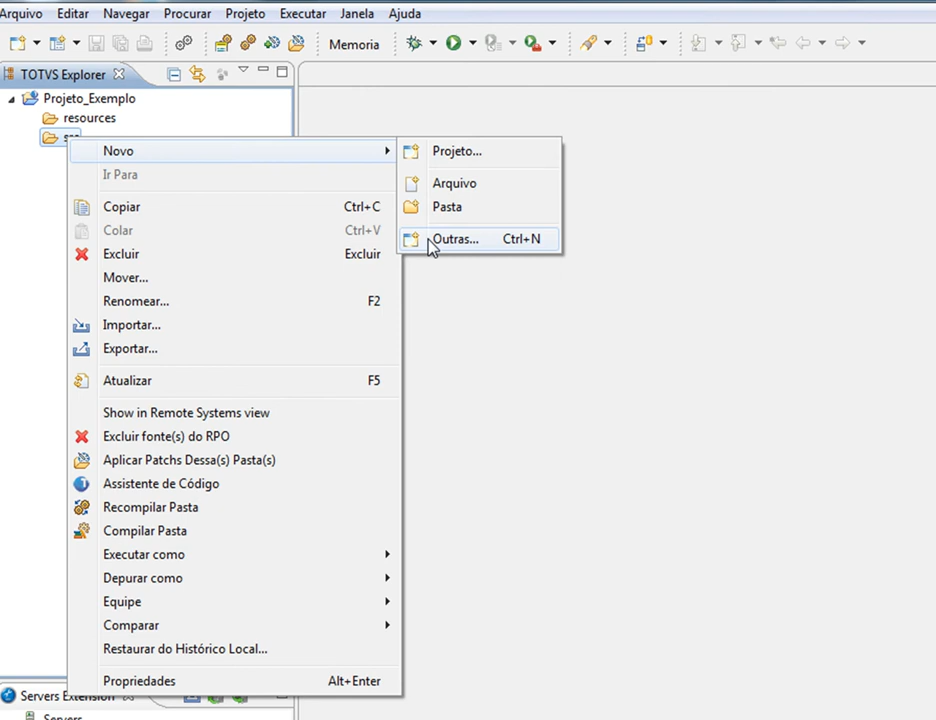 Arquivo Editar Navegar Procurar Projeto Executar Janela Ajuda
Memoria
TOTVS Explorer
Projeto_Exemplo
resources
Novo
Ir Para
Copiar Ctrl+C
Colar Ctrl+V
Excluir Excluir
Mover...
Renomear... F2
Importar...
Exportar...
Atualizar F5
Show in Remote Systems view
Excluir fonte(s) do RPO
Aplicar Patchs Dessa(s) Pasta(s)
Assistente de Código
Recompilar Pasta
Compilar Pasta
Executar como
Depurar como
Equipe
Comparar
Restaurar do Histórico Local...
Propriedades Alt+Enter
Projeto...
Arquivo
Pasta
Outras... Ctrl+N
Servers Extension
Servers